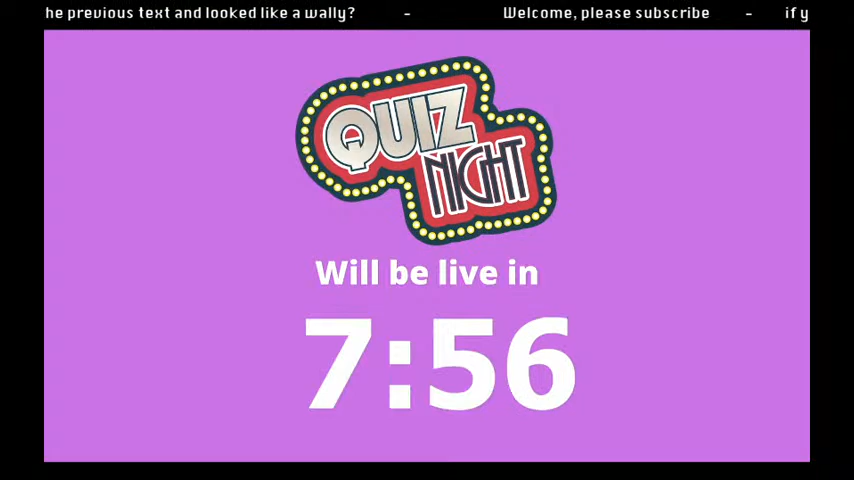 he previous text and looked like a wally? - Welcome, please subscribe - if y
QUIZ
NIGHT
Will be live in
7:56